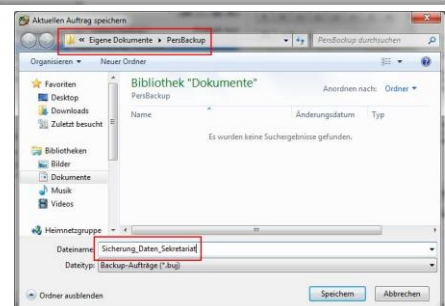 Aktuellen Auftrag speichern
« Eigene Dokumente ▸ PersBackup
PersBackup durchsuchen
Organisieren ▾ Neuer Ordner
Favoriten
Desktop
Downloads
Zuletzt besucht
Bibliotheken
Bilder
Dokumente
Musik
Videos
Heimnetzgruppe
Bibliothek "Dokumente"
PersBackup
Anordnen nach: Ordner ▾
Name Änderungsdatum Typ
Es wurden keine Suchergebnisse gefunden.
Dateiname: Sicherung_Daten_Sekretariat
Dateityp: Backup-Aufträge (*.buj)
Ordner ausblenden
Speichern Abbrechen